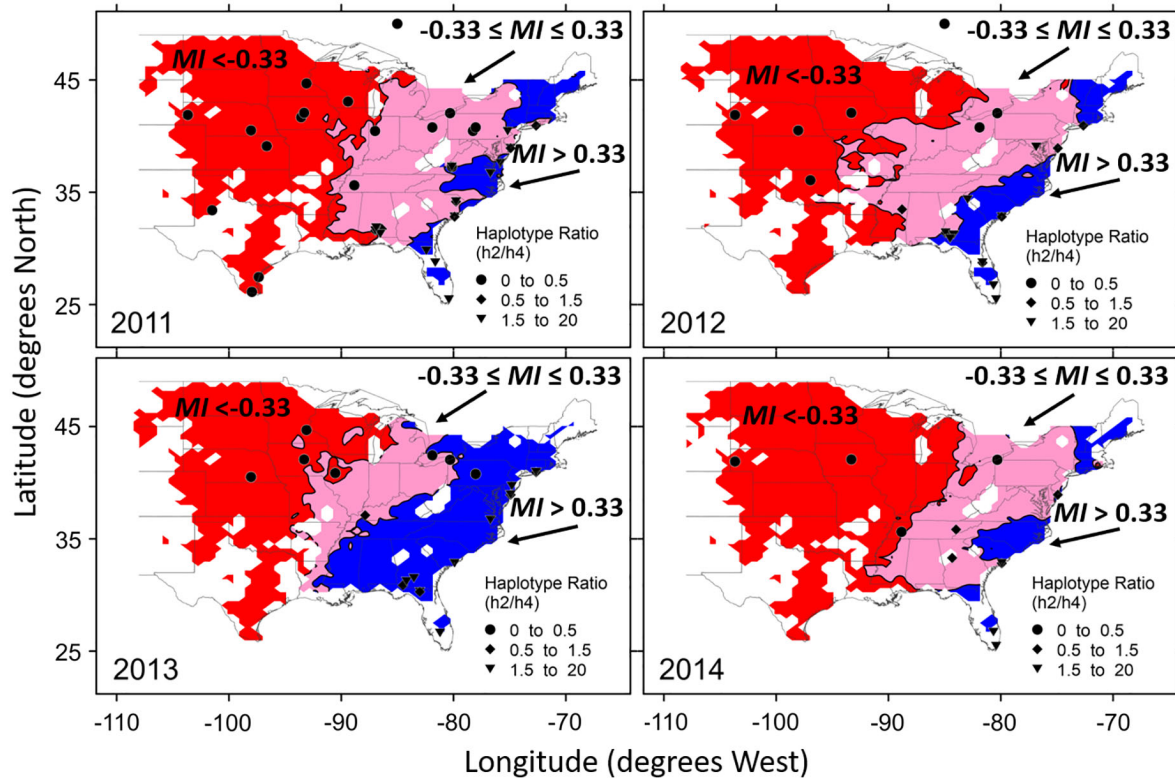 -0.33 ≤ MI ≤ 0.33
-0.33 ≤ MI ≤ 0.33
MI <-0.33
MI <-0.33
45
45
MI > 0.33
MI > 0.33
35
35
Haplotype Ratio
(h2/h4)
0 to 0.5
0.5 to 1.5
1.5 to 20
Haplotype Ratio
(h2/h4)
0 to 0.5
0.5 to 1.5
1.5 to 20
25
25
2011
2012
-0.33 ≤ MI ≤ 0.33
-0.33 ≤ MI ≤ 0.33
MI <-0.33
MI <-0.33
45
45
MI > 0.33
MI > 0.33
35
35
Haplotype Ratio
(h2/h4)
0 to 0.5
0.5 to 1.5
1.5 to 20
Haplotype Ratio
(h2/h4)
0 to 0.5
0.5 to 1.5
1.5 to 20
25
25
2013
2014
-110 -100 -90 -80 -70
-110 -100 -90 -80 -70
Latitude (degrees North)
Longitude (degrees West)